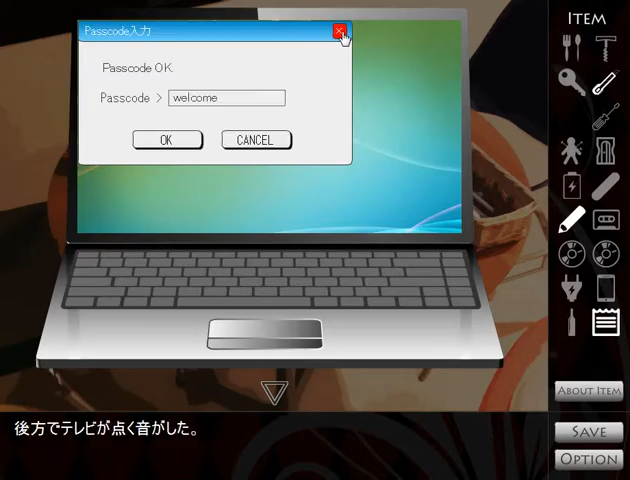 Passcode入力
Passcode OK.
Passcode > welcome
OK
CANCEL
後方でテレビが点く音がした。
ITEM
ABOUT ITEM
SAVE
OPTION